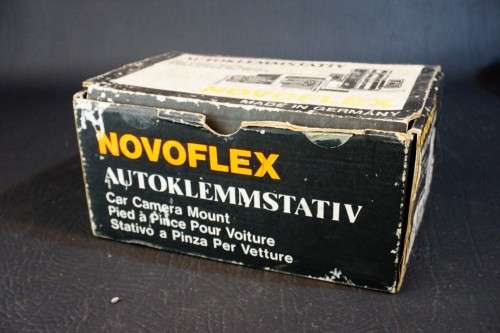 AUTOKLEMMSTATIV
NOVOFLEX
MADE IN GERMANY
NOVOFLEX
AUTOKLEMMSTATIV
Car Camera Mount
Pied à Pince Pour Voiture
Stativo a Pinza Per Vetture